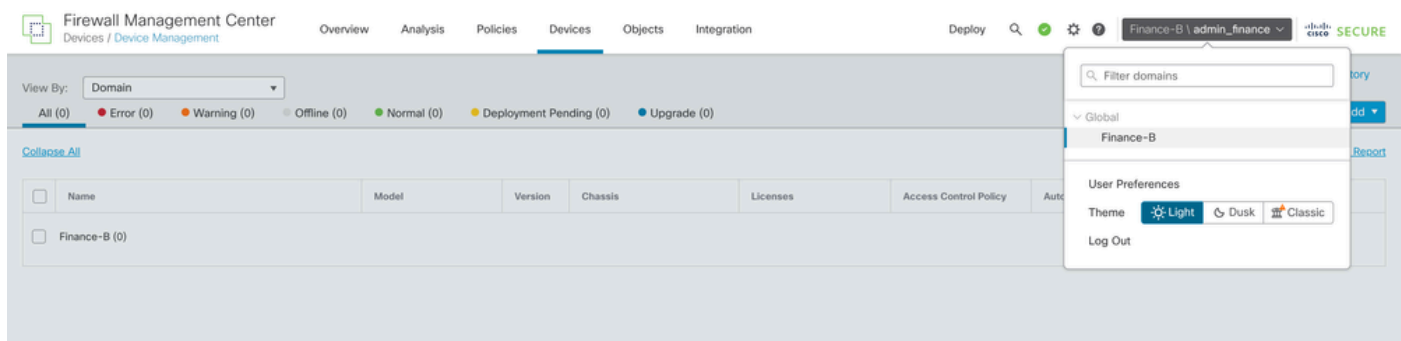 Firewall Management Center
Devices / Device Management
Overview Analysis Policies Devices Objects Integration Deploy Finance-B \ admin_finance cisco SECURE
Filter domains
View By: Domain
All (0) Error (0) Warning (0) Offline (0) Normal (0) Deployment Pending (0) Upgrade (0)
Global
Finance-B
Collapse All Report
Name Model Version Chassis Licenses Access Control Policy
Finance-B (0)
User Preferences
Theme Light Dusk Classic
Log Out